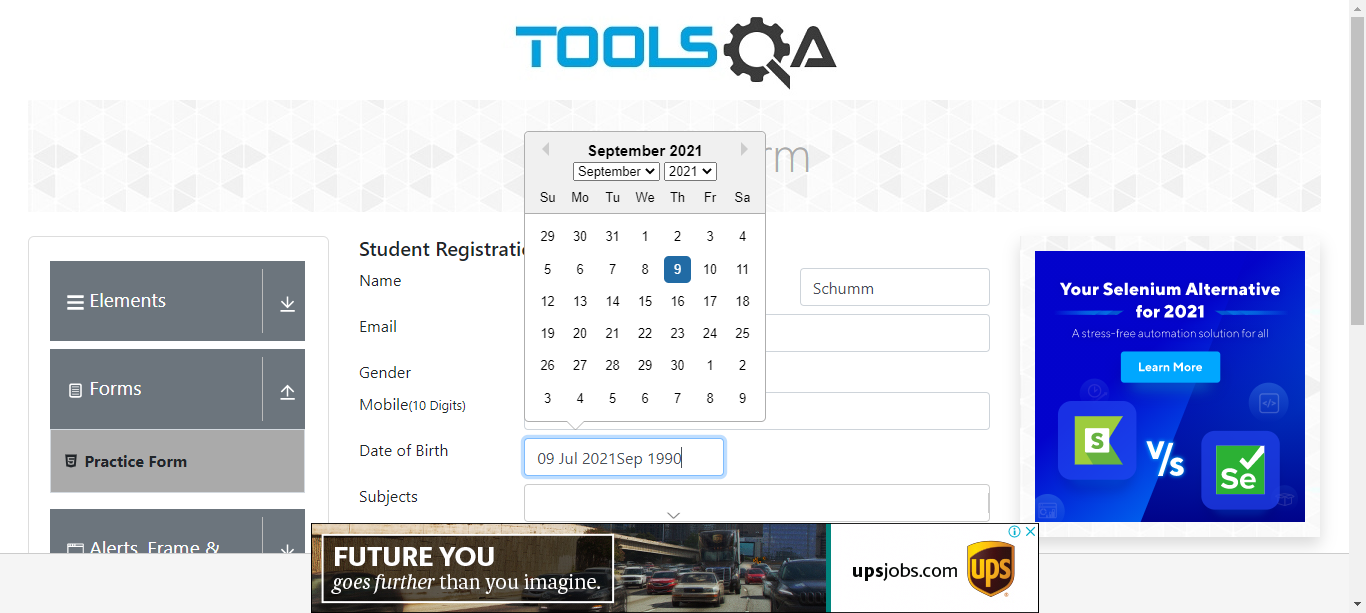 TOOLSQA
rm
September 2021
September 2021
Su Mo Tu We Th Fr Sa
29 30 31 1 2 3 4
5 6 7 8 9 10 11
12 13 14 15 16 17 18
19 20 21 22 23 24 25
26 27 28 29 30 1 2
3 4 5 6 7 8 9
Elements
Forms
Practice Form
Alerts, Frame &
Student Registrati
Name
Schumm
Email
Gender
Mobile(10 Digits)
Date of Birth
09 Jul 2021Sep 1990
Subjects
Your Selenium Alternative
for 2021
A stress-free automation solution for all
Learn More
S
V/s
Se
FUTURE YOU
goes further than you imagine.
upsjobs.com
ups